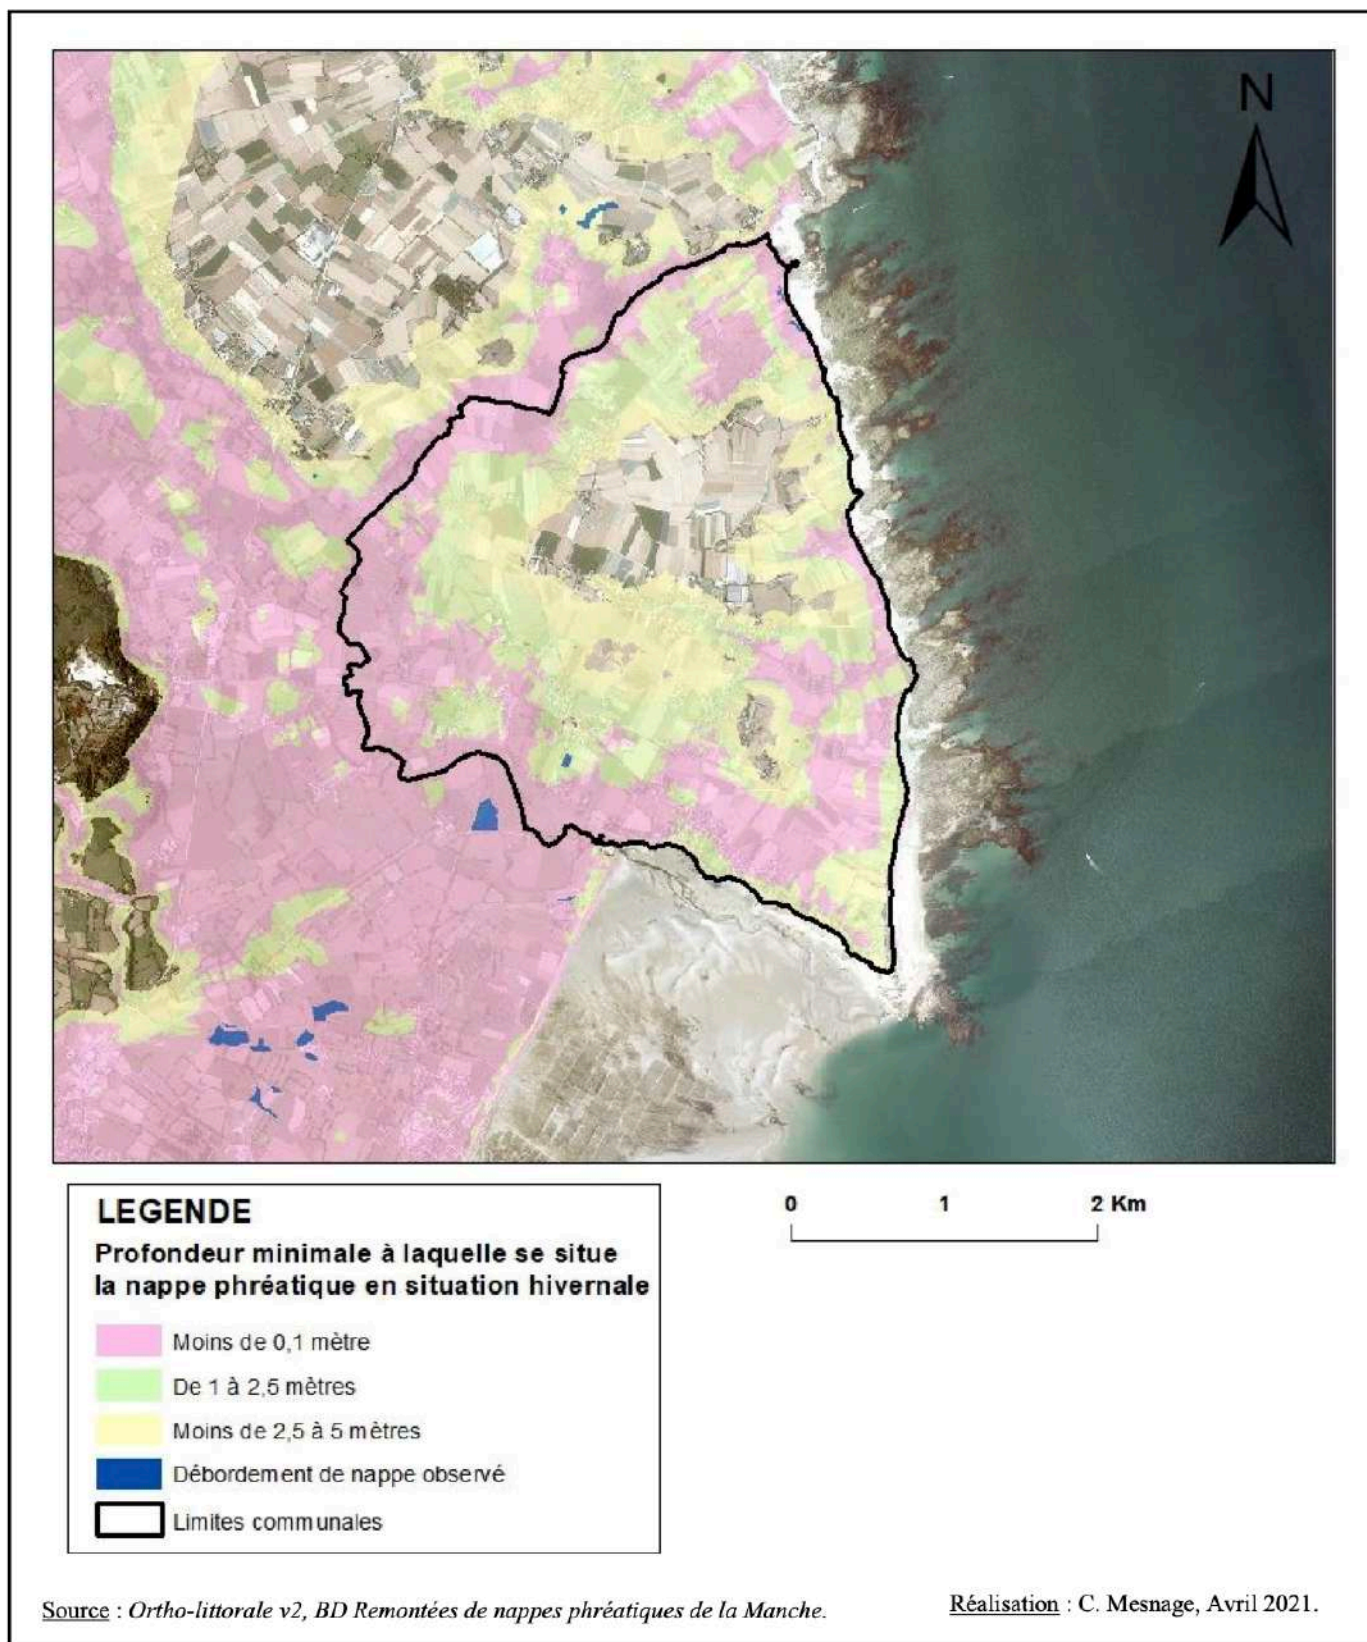 N
LEGENDE
Profondeur minimale à laquelle se situe
la nappe phréatique en situation hivernale
Moins de 0,1 mètre
De 1 à 2,5 mètres
Moins de 2,5 à 5 mètres
Débordement de nappe observé
Limites communales
0 1 2 Km
Source : Ortho-littorale v2, BD Remontées de nappes phréatiques de la Manche.
Réalisation : C. Mesnage, Avril 2021.